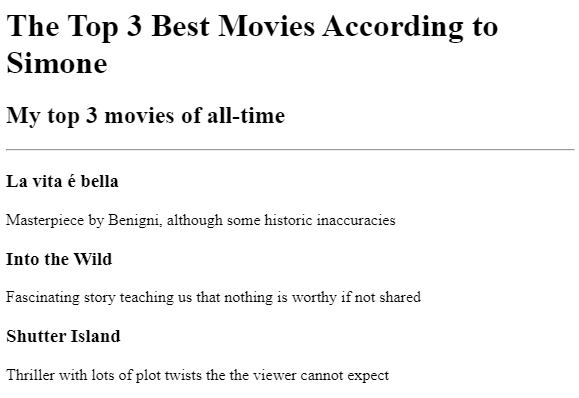 The Top 3 Best Movies According to
Simone
My top 3 movies of all-time
La vita é bella
Masterpiece by Benigni, although some historic inaccuracies
Into the Wild
Fascinating story teaching us that nothing is worthy if not shared
Shutter Island
Thriller with lots of plot twists the the viewer cannot expect